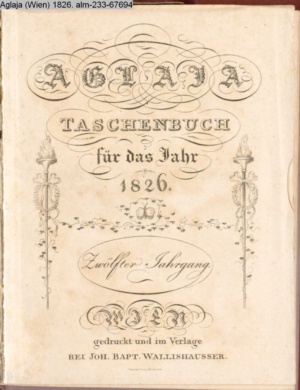 Aglaja (Wien) 1826. alm-233-67694
AGLAJA
TASCHENBUCH
für das Jahr
1826.
Zwölfter Jahrgang.
WIEN
gedruckt und im Verlage
BEI JOH. BAPT. WALLISHAUSSER.